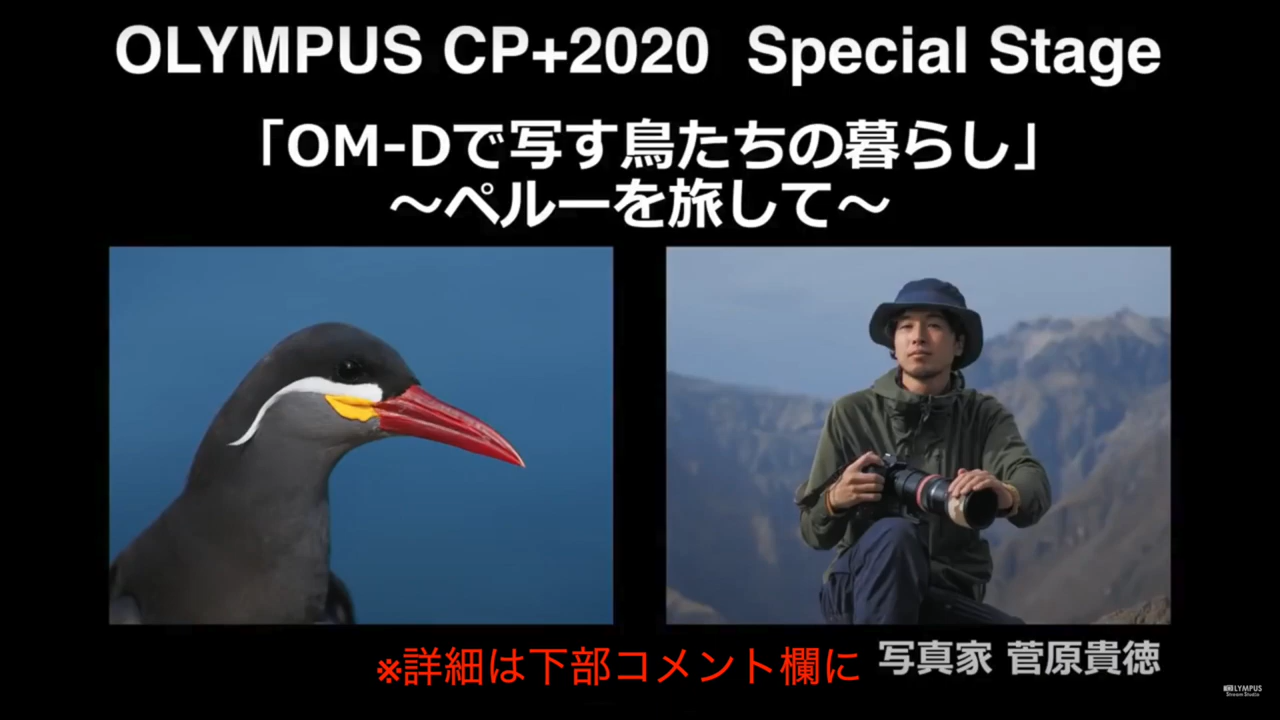 OLYMPUS CP+2020 Special Stage
「OM-Dで写す鳥たちの暮らし」
～ペルーを旅して～
※詳細は下部コメント欄に
写真家 菅原貴徳
OLYMPUS